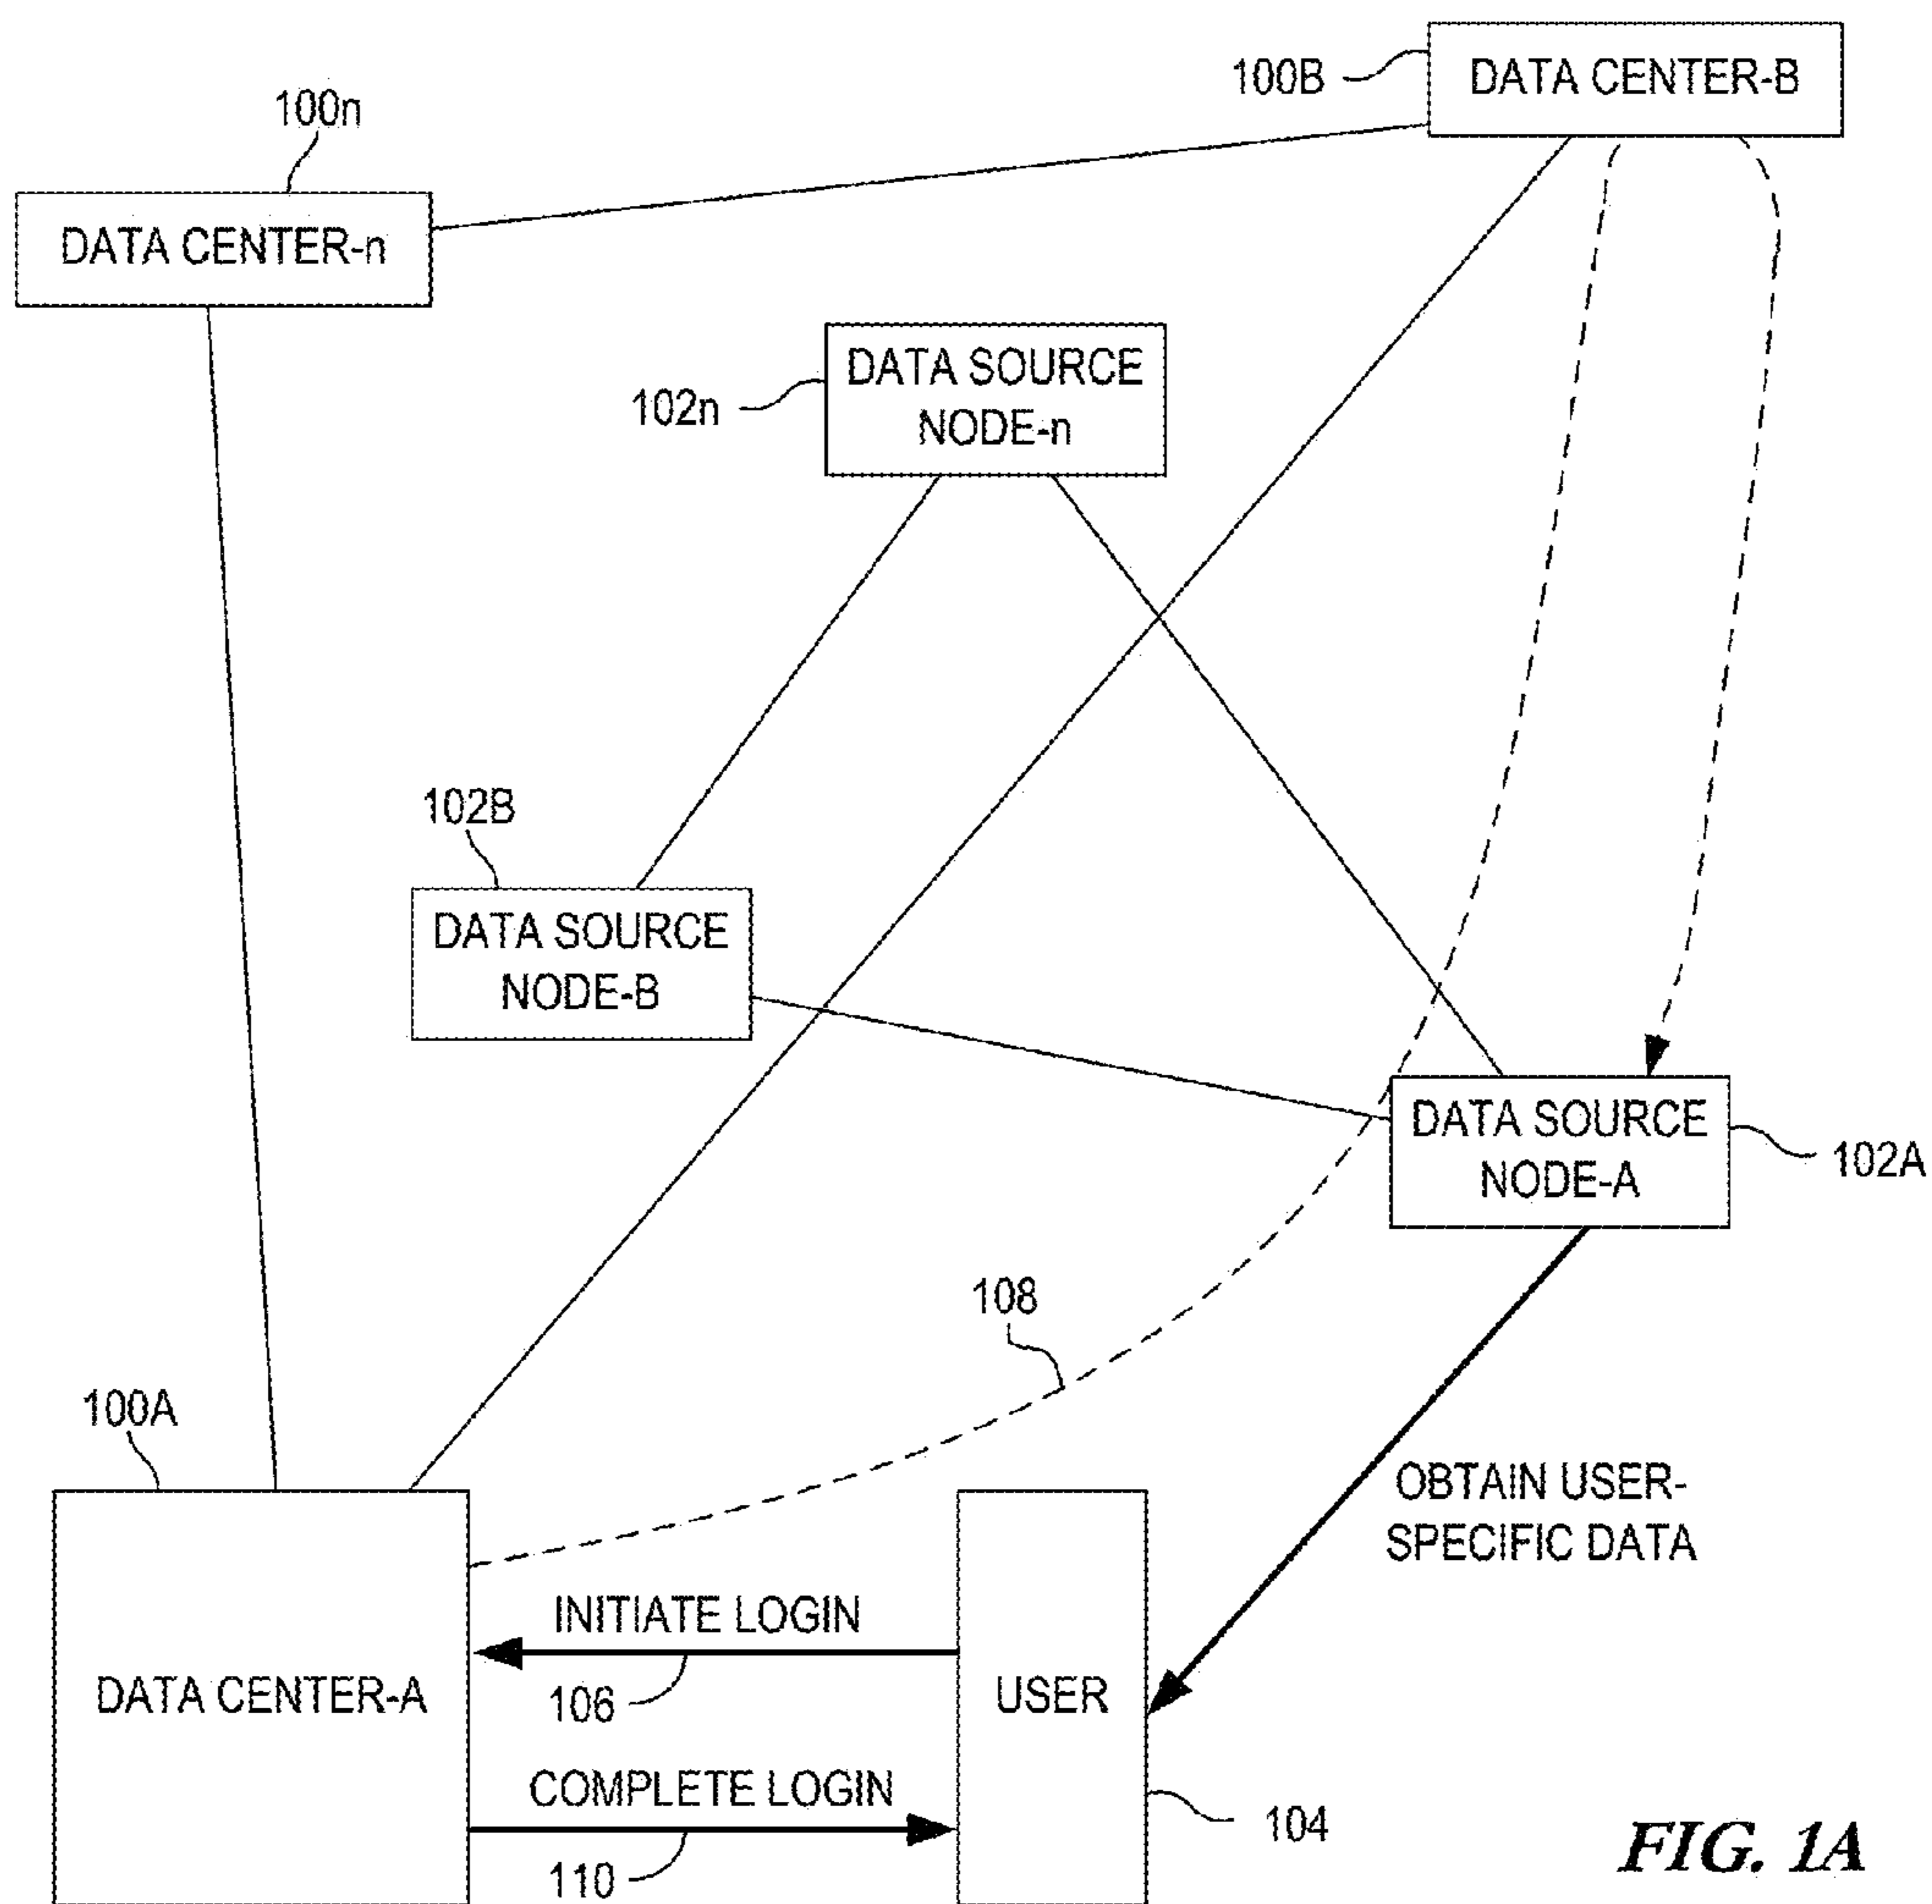 100B
DATA CENTER-B
100n
DATA CENTER-n
DATA SOURCE
NODE-n
102n
102B
DATA SOURCE
NODE-B
DATA SOURCE
NODE-A
102A
108
100A
OBTAIN USER-
SPECIFIC DATA
INITIATE LOGIN
106
DATA CENTER-A
USER
COMPLETE LOGIN
110
104
FIG. 1A